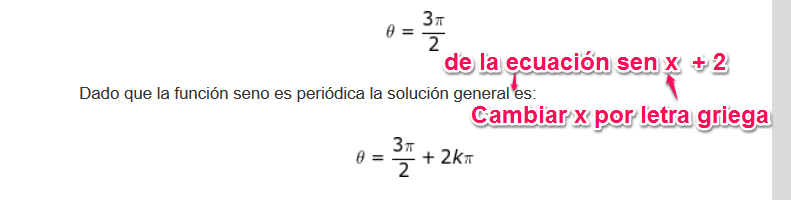 θ = 3π/2
de la ecuación sen x + 2
Dado que la función seno es periódica la solución general es:
Cambiar x por letra griega
θ = 3π/2 + 2kπ